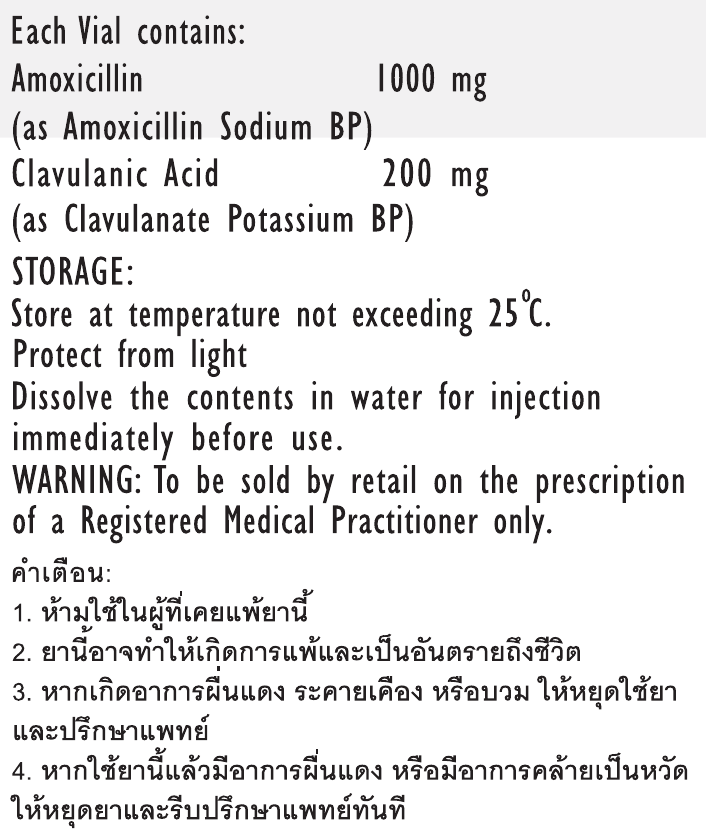 Each Vial contains:
Amoxicillin 1000 mg
(as Amoxicillin Sodium BP)
Clavulanic Acid 200 mg
(as Clavulanate Potassium BP)
STORAGE:
Store at temperature not exceeding 25°C.
Protect from light
Dissolve the contents in water for injection
immediately before use.
WARNING: To be sold by retail on the prescription
of a Registered Medical Practitioner only.
คำเตือน:
1. ห้ามใช้ในผู้ที่เคยแพ้ยานี้
2. ยานี้อาจทำให้เกิดการแพ้และเป็นอันตรายถึงชีวิต
3. หากเกิดอาการผื่นแดง ระคายเคือง หรือบวม ให้หยุดใช้ยา
และปรึกษาแพทย์
4. หากใช้ยานี้แล้วมีอาการผื่นแดง หรือมีอาการคล้ายเป็นหวัด
ให้หยุดยาและรีบปรึกษาแพทย์ทันที